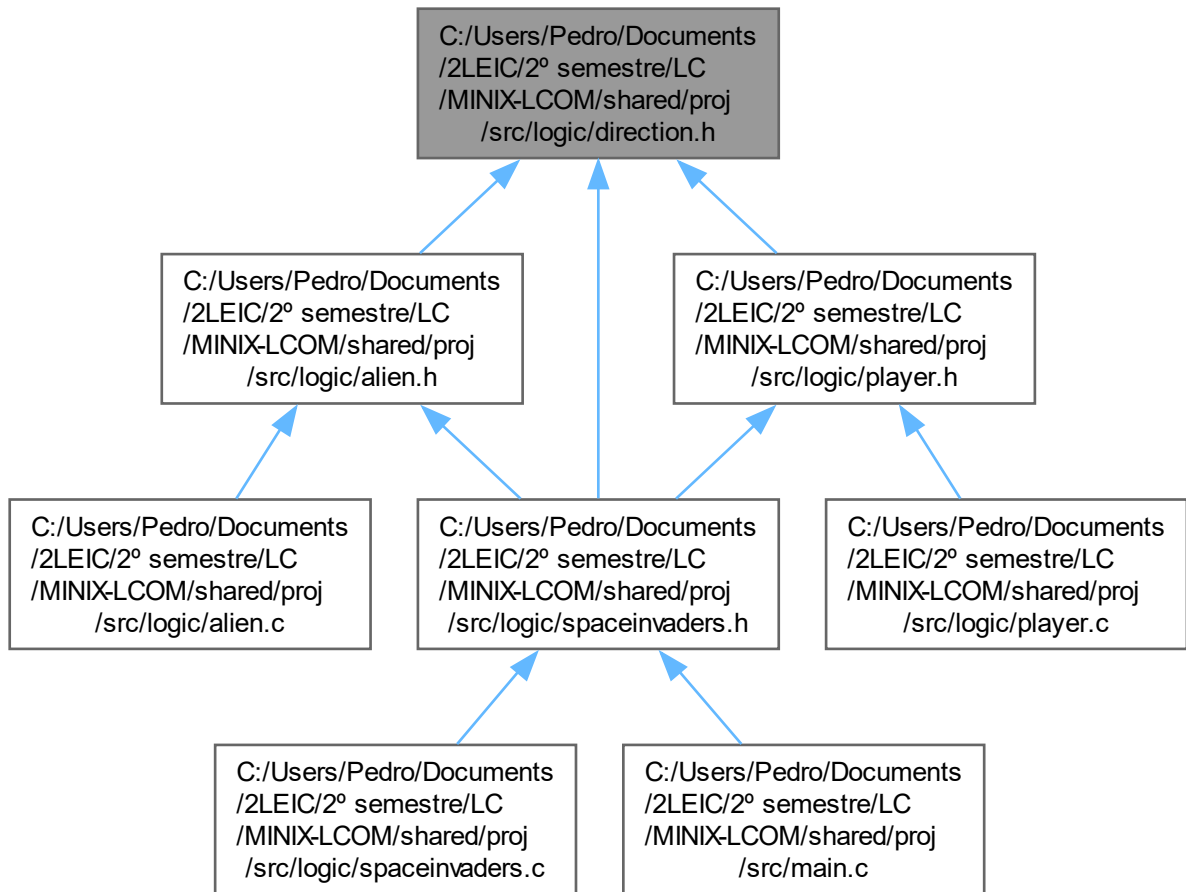 C:/Users/Pedro/Documents
/2LEIC/2º semestre/LC
/MINIX-LCOM/shared/proj
/src/logic/direction.h
C:/Users/Pedro/Documents
/2LEIC/2º semestre/LC
/MINIX-LCOM/shared/proj
/src/logic/alien.h
C:/Users/Pedro/Documents
/2LEIC/2º semestre/LC
/MINIX-LCOM/shared/proj
/src/logic/player.h
C:/Users/Pedro/Documents
/2LEIC/2º semestre/LC
/MINIX-LCOM/shared/proj
/src/logic/alien.c
C:/Users/Pedro/Documents
/2LEIC/2º semestre/LC
/MINIX-LCOM/shared/proj
/src/logic/spaceinvaders.h
C:/Users/Pedro/Documents
/2LEIC/2º semestre/LC
/MINIX-LCOM/shared/proj
/src/logic/player.c
C:/Users/Pedro/Documents
/2LEIC/2º semestre/LC
/MINIX-LCOM/shared/proj
/src/logic/spaceinvaders.c
C:/Users/Pedro/Documents
/2LEIC/2º semestre/LC
/MINIX-LCOM/shared/proj
/src/main.c